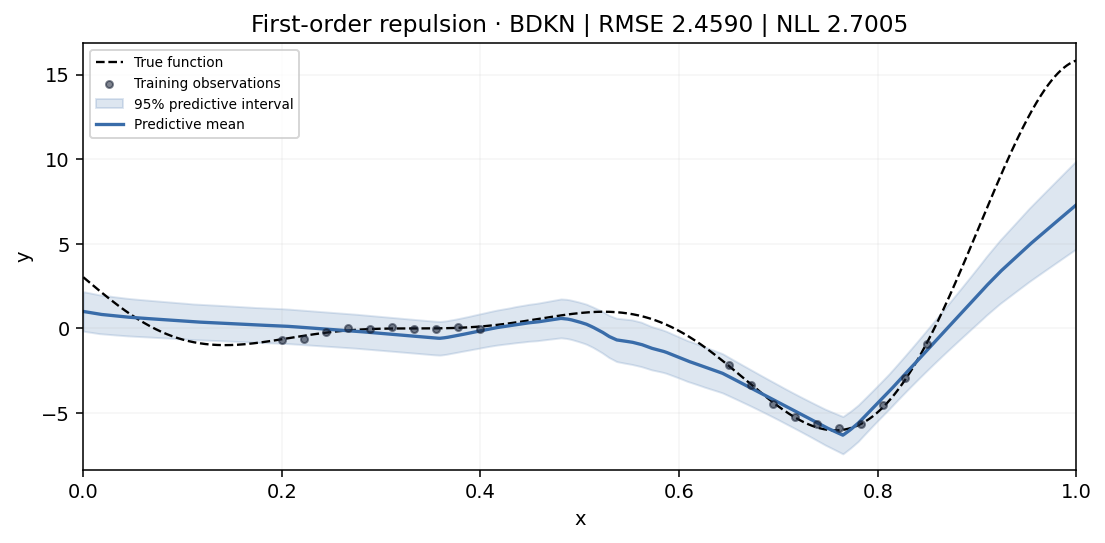 First-order repulsion · BDKN | RMSE 2.4590 | NLL 2.7005
True function
Training observations
95% predictive interval
Predictive mean
15
10
5
0
−5
y
0.0 0.2 0.4 0.6 0.8 1.0
x